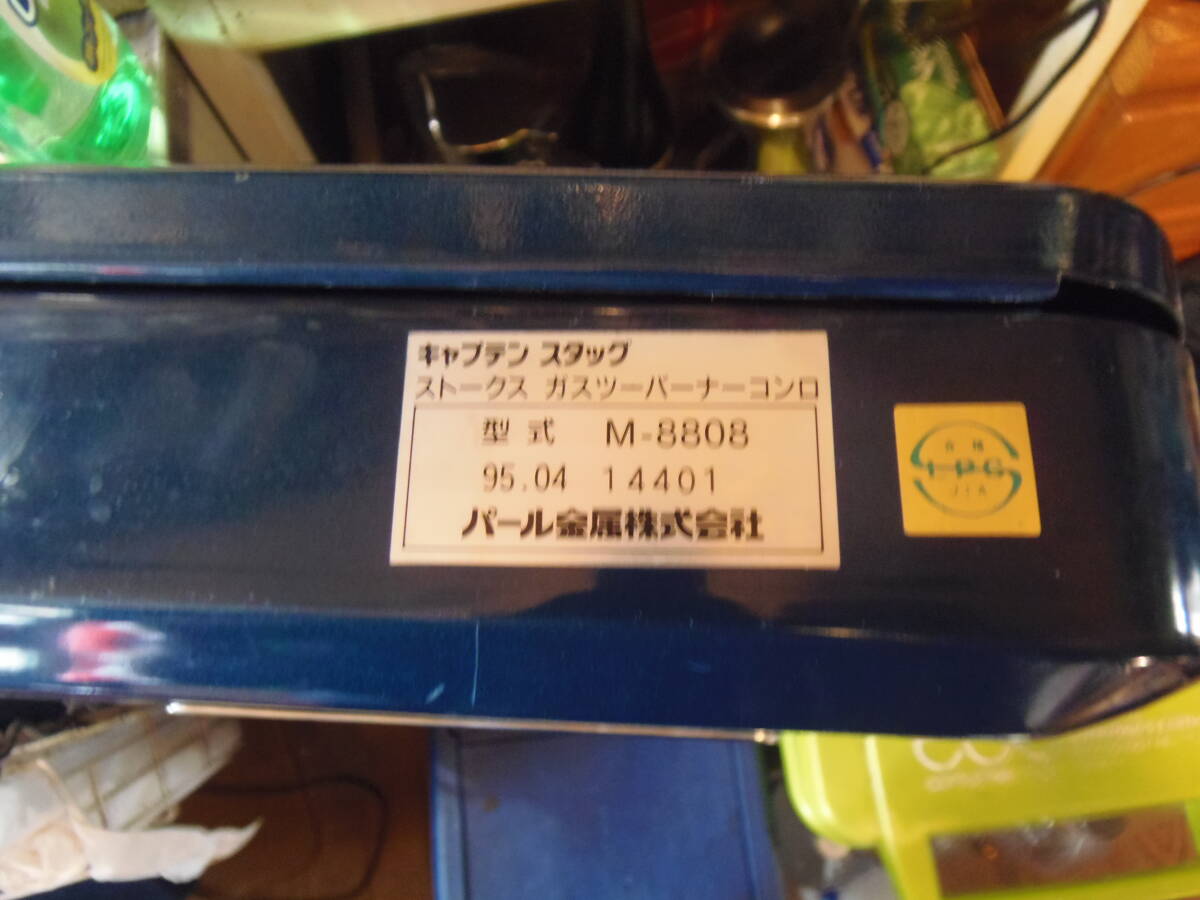 キャプテン スタッグ
ストークス ガスツーバーナーコンロ
型式 M-8808
95.04 14401
パール金属株式会社
LPG
JIA